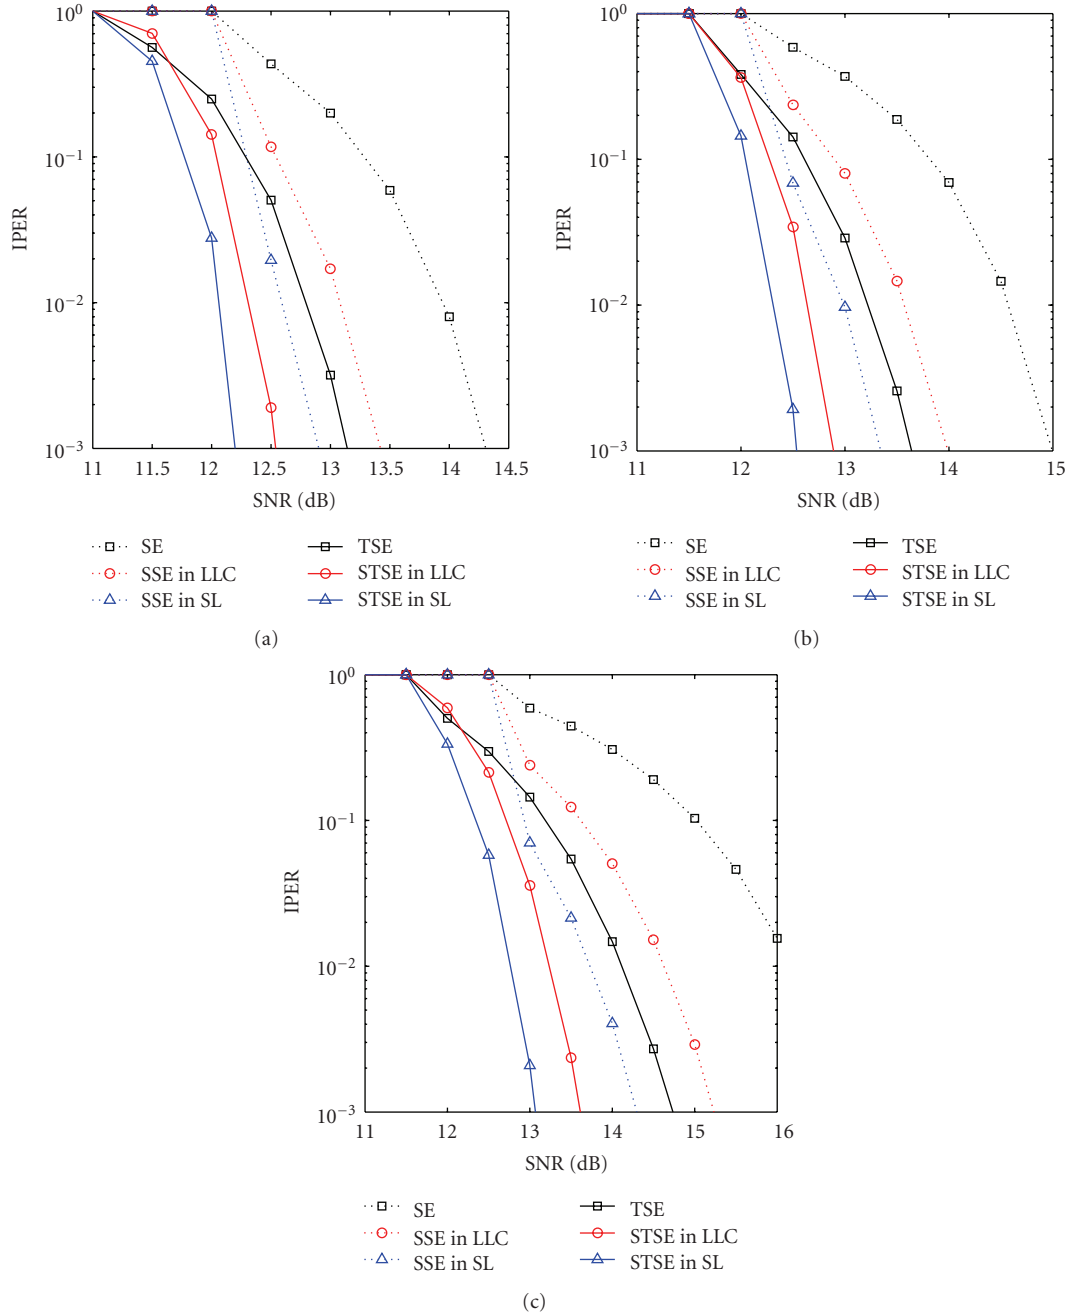 10⁰
10⁻¹
10⁻²
10⁻³
IPER
11 11.5 12 12.5 13 13.5 14 14.5
SNR (dB)
SE TSE
SSE in LLC STSE in LLC
SSE in SL STSE in SL
(a)
10⁰
10⁻¹
10⁻²
10⁻³
IPER
11 12 13 14 15
SNR (dB)
SE TSE
SSE in LLC STSE in LLC
SSE in SL STSE in SL
(b)
10⁰
10⁻¹
10⁻²
10⁻³
IPER
11 12 13 14 15 16
SNR (dB)
SE TSE
SSE in LLC STSE in LLC
SSE in SL STSE in SL
(c)